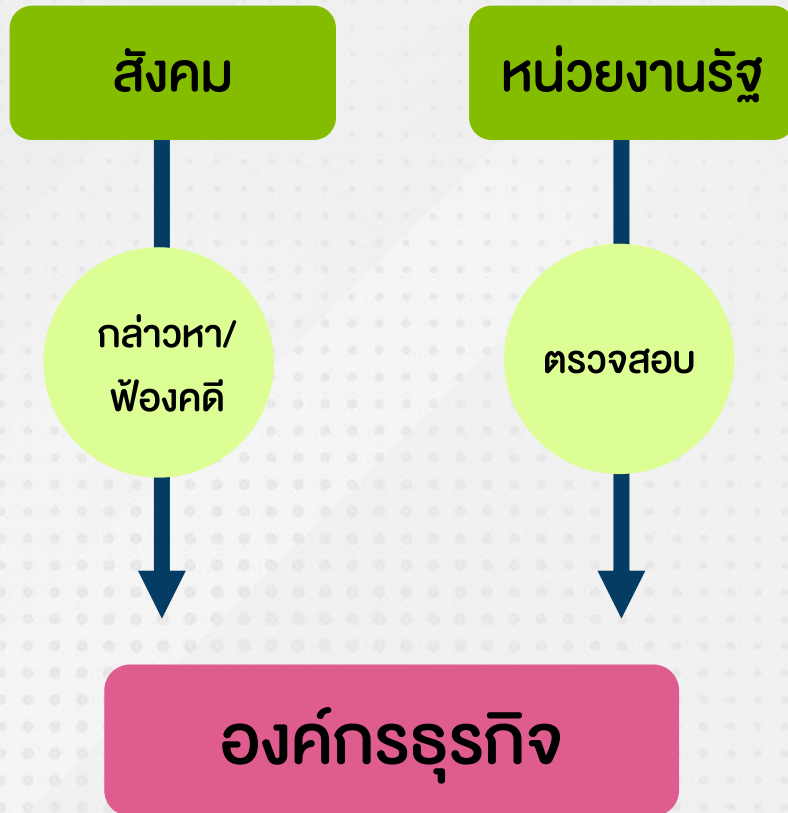 สังคม
หน่วยงานรัฐ
กล่าวหา/
ฟ้องคดี
ตรวจสอบ
องค์กรธุรกิจ